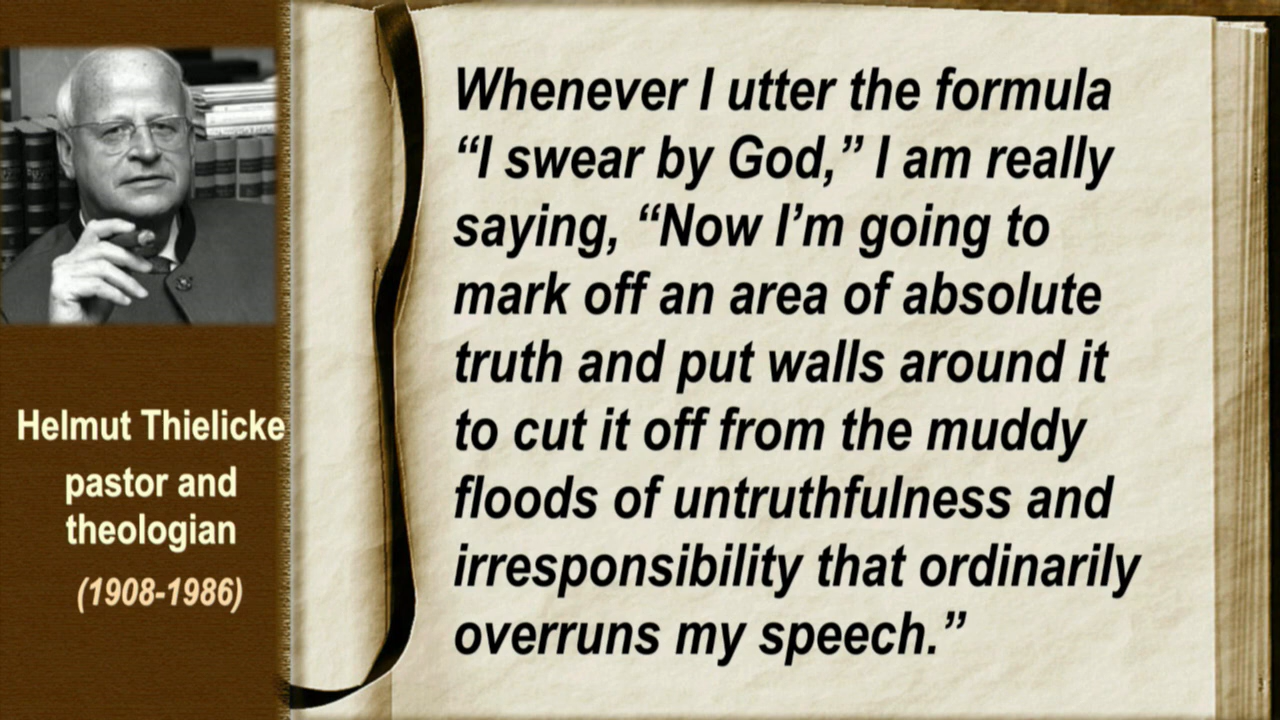 Helmut Thielicke
pastor and
theologian
(1908-1986)
Whenever I utter the formula
“I swear by God,” I am really
saying, “Now I’m going to
mark off an area of absolute
truth and put walls around it
to cut it off from the muddy
floods of untruthfulness and
irresponsibility that ordinarily
overruns my speech.”